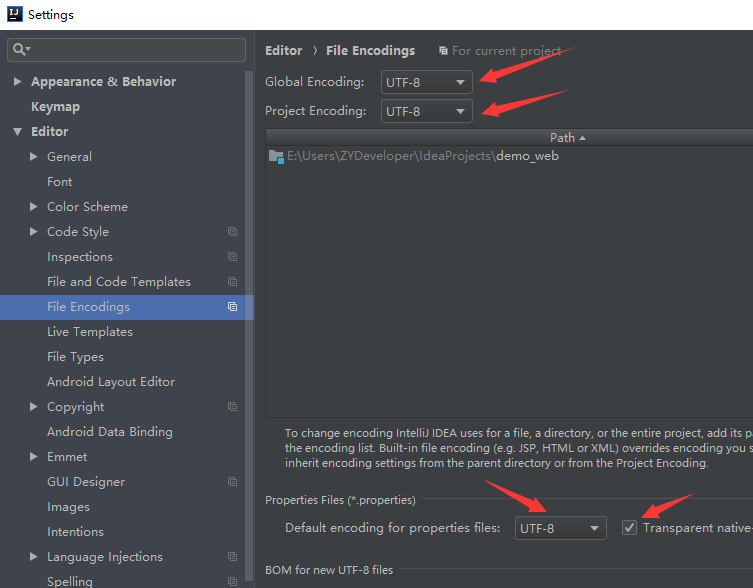 Settings
Editor › File Encodings For current project
Global Encoding: UTF-8
Project Encoding: UTF-8
Path
E:\Users\ZYDeveloper\IdeaProjects\demo_web
Appearance & Behavior
Keymap
Editor
General
Font
Color Scheme
Code Style
Inspections
File and Code Templates
File Encodings
Live Templates
File Types
Android Layout Editor
Copyright
Android Data Binding
Emmet
GUI Designer
Images
Intentions
Language Injections
Spelling
To change encoding IntelliJ IDEA uses for a file, a directory, or the entire project, add its p
the encoding list. Built-in file encoding (e.g. JSP, HTML or XML) overrides encoding you s
inherit encoding settings from the parent directory or from the Project Encoding.
Properties Files (*.properties)
Default encoding for properties files: UTF-8 Transparent native-
BOM for new UTF-8 files